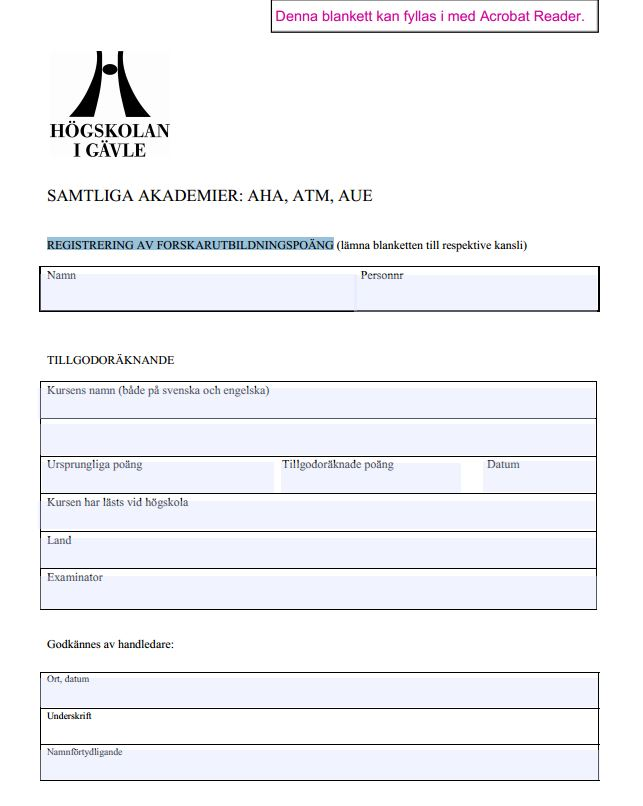 Denna blankett kan fyllas i med Acrobat Reader.
HÖGSKOLAN
I GÄVLE
SAMTLIGA AKADEMIER: AHA, ATM, AUE
REGISTRERING AV FORSKARUTBILDNINGSPOÄNG (lämna blanketten till respektive kansli)
Namn Personnr
TILLGODORÄKNANDE
Kursens namn (både på svenska och engelska)
Ursprungliga poäng Tillgodoräknade poäng Datum
Kursen har lästs vid högskola
Land
Examinator
Godkännes av handledare:
Ort, datum
Underskrift
Namnförtydligande